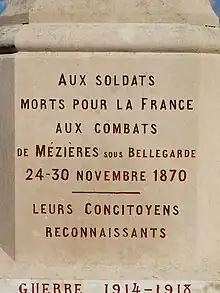 AUX SOLDATS
MORTS POUR LA FRANCE
AUX COMBATS
DE MÉZIÈRES SOUS BELLEGARDE
24-30 NOVEMBRE 1870
LEURS CONCITOYENS
RECONNAISSANTS
GUERRE 1914-1918